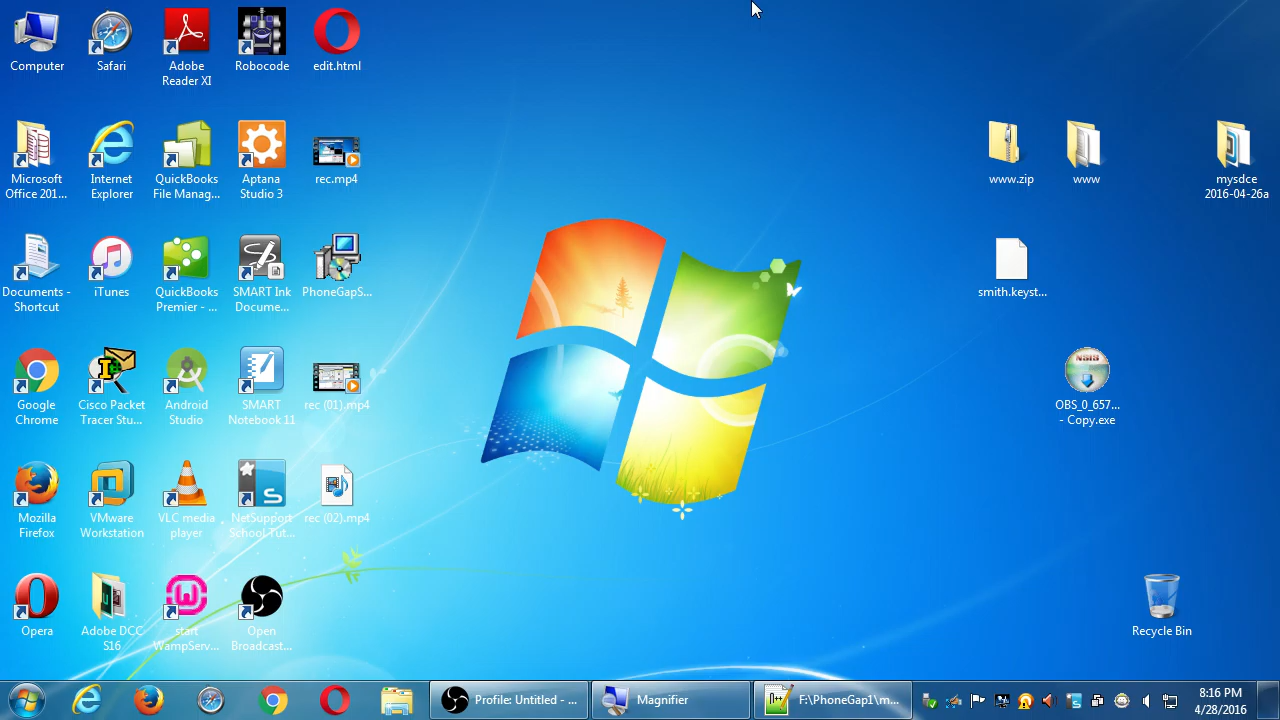 Computer
Safari
Adobe
Reader XI
Robocode
edit.html
Microsoft
Office 201...
Internet
Explorer
QuickBooks
File Manag...
Aptana
Studio 3
rec.mp4
www.zip
www
mysdce
2016-04-26a
Documents -
Shortcut
iTunes
QuickBooks
Premier - ...
SMART Ink
Docume...
PhoneGapS...
smith.keyst...
Google
Chrome
Cisco Packet
Tracer Stu...
Android
Studio
SMART
Notebook 11
rec (01).mp4
OBS_0_657...
- Copy.exe
Mozilla
Firefox
VMware
Workstation
VLC media
player
NetSupport
School Tut...
rec (02).mp4
Opera
Adobe DCC
S16
start
WampServ...
Open
Broadcast...
Recycle Bin
Profile: Untitled - ...
Magnifier
F:\PhoneGap1\m...
8:16 PM
4/28/2016